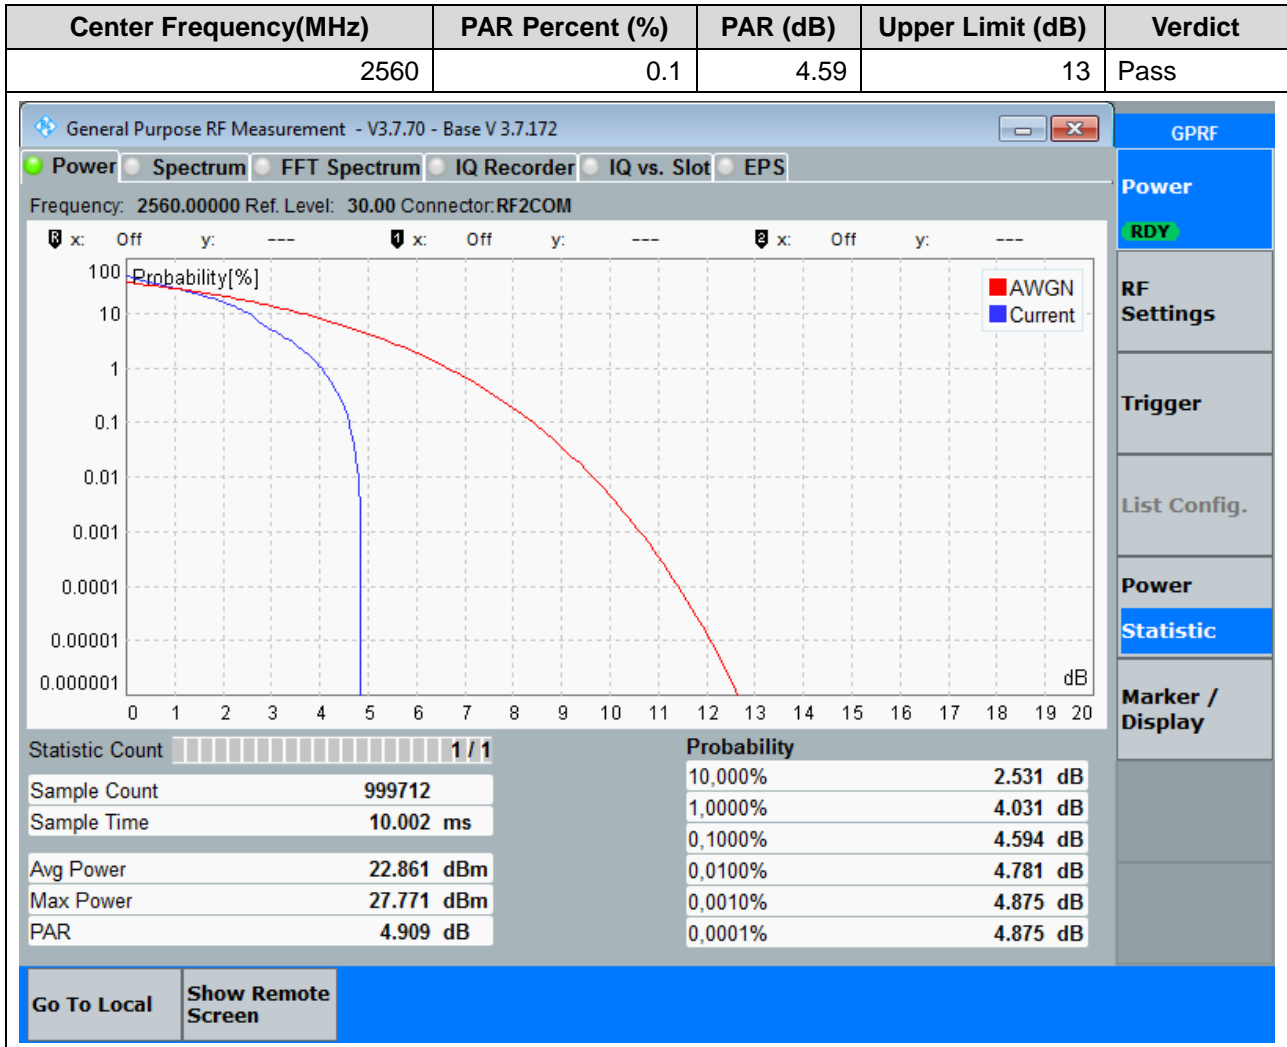 Center Frequency(MHz) PAR Percent (%) PAR (dB) Upper Limit (dB) Verdict
2560 0.1 4.59 13 Pass
General Purpose RF Measurement - V3.7.70 - Base V 3.7.172
GPRF
Power Spectrum FFT Spectrum IQ Recorder IQ vs. Slot EPS
Frequency: 2560.00000 Ref. Level: 30.00 Connector:RF2COM
R x: Off y: --- 1 x: Off y: --- 2 x: Off y: ---
Probability[%]
100
10
1
0.1
0.01
0.001
0.0001
0.00001
0.000001
AWGN
Current
dB
0 1 2 3 4 5 6 7 8 9 10 11 12 13 14 15 16 17 18 19 20
Statistic Count 1 / 1
Sample Count 999712
Sample Time 10.002 ms
Avg Power 22.861 dBm
Max Power 27.771 dBm
PAR 4.909 dB
Probability
10,000% 2.531 dB
1,0000% 4.031 dB
0,1000% 4.594 dB
0,0100% 4.781 dB
0,0010% 4.875 dB
0,0001% 4.875 dB
Power
RDY
RF
Settings
Trigger
List Config.
Power
Statistic
Marker /
Display
Go To Local
Show Remote
Screen